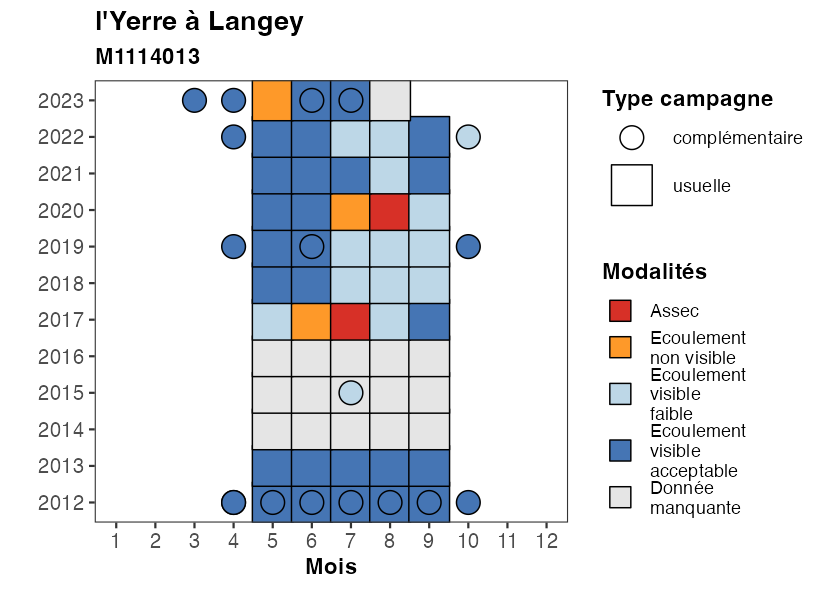 l'Yerre à Langey
M1114013
2023
2022
2021
2020
2019
2018
2017
2016
2015
2014
2013
2012
1 2 3 4 5 6 7 8 9 10 11 12
Mois
Type campagne
complémentaire
usuelle
Modalités
Assec
Ecoulement
non visible
Ecoulement
visible
faible
Ecoulement
visible
acceptable
Donnée
manquante